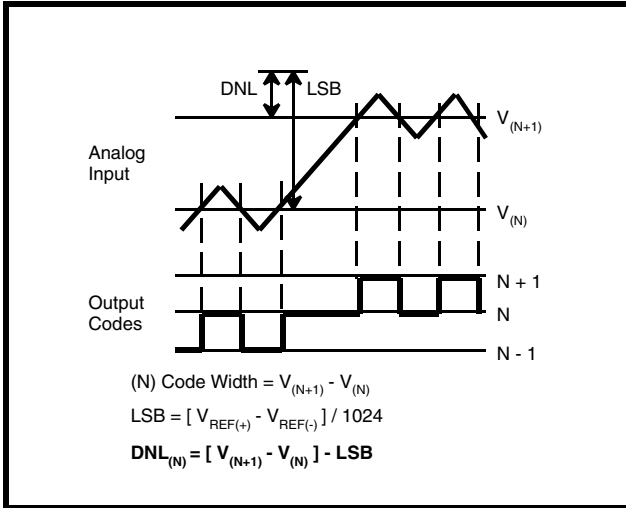 DNL LSB
V(N+1)
Analog
Input
V(N)
N + 1
Output
Codes
N
N - 1
(N) Code Width = V(N+1) - V(N)
LSB = [ VREF(+) - VREF(-) ] / 1024
DNL(N) = [ V(N+1) - V(N) ] - LSB